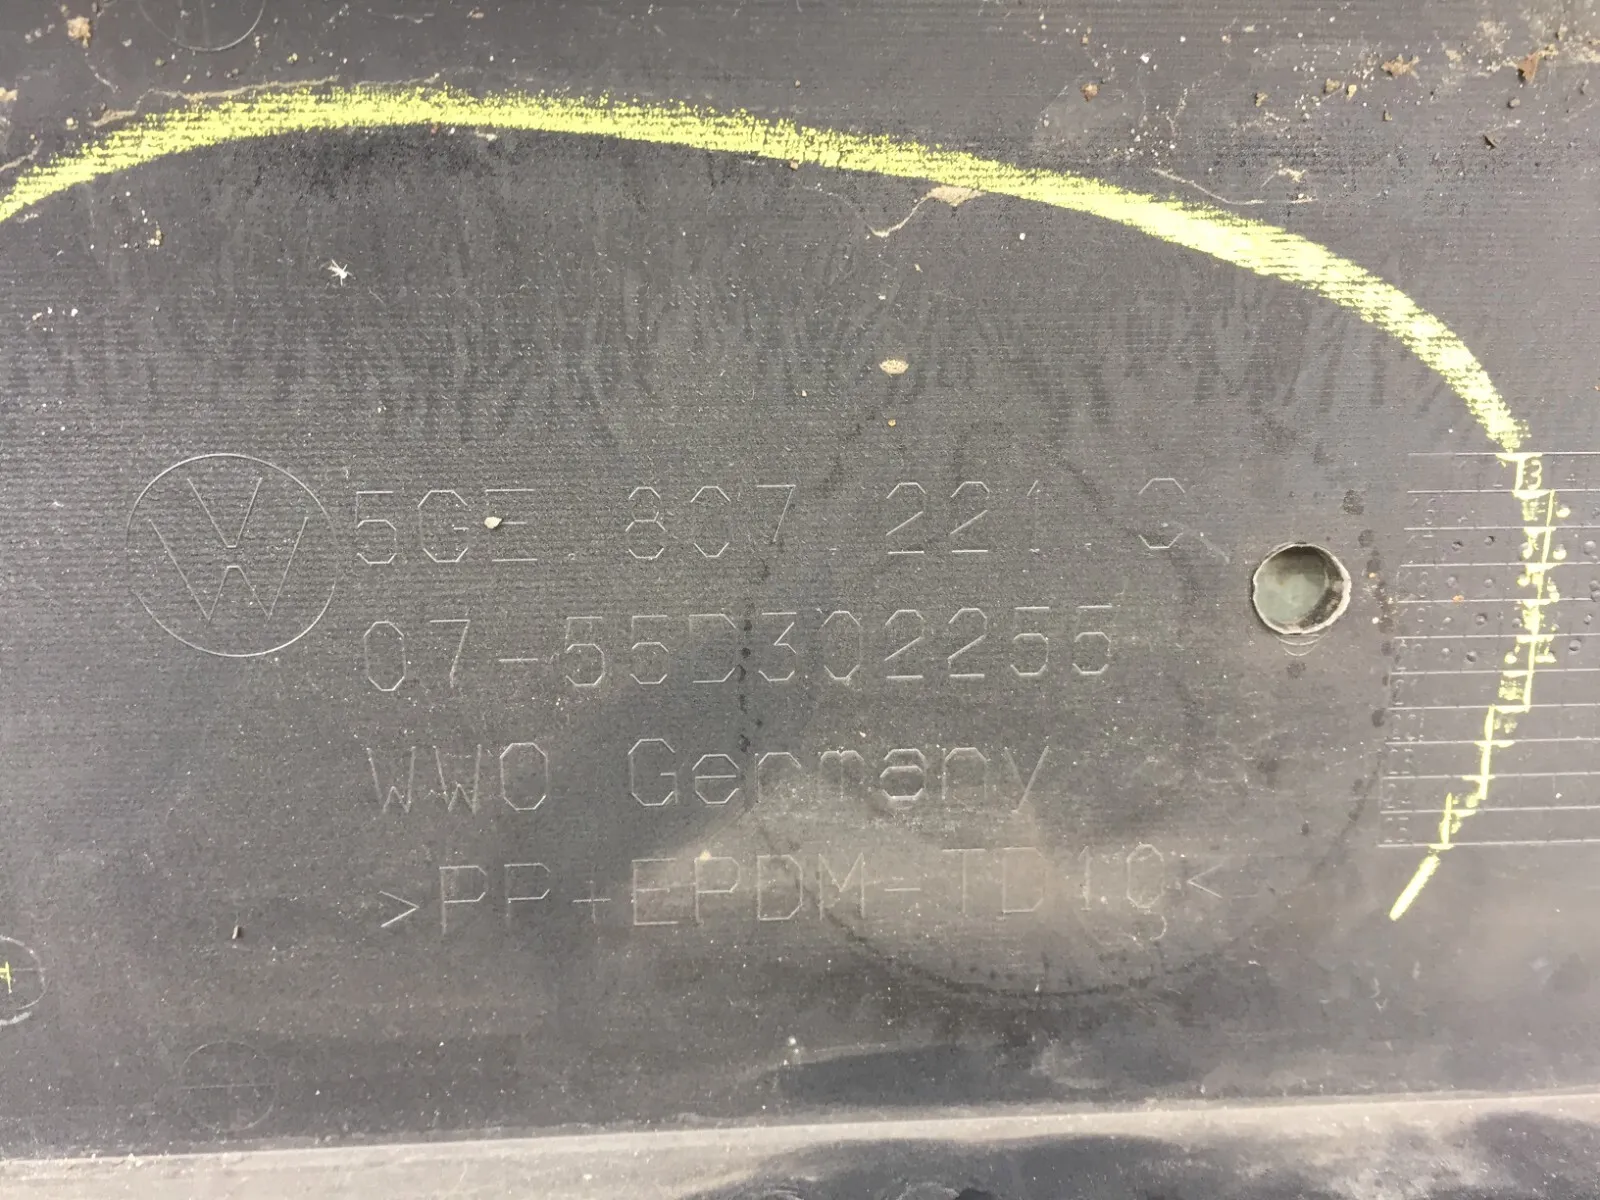 5GE.807.221.C
07-55D302255
WWO Germany
>PP+EPDM-TD10<